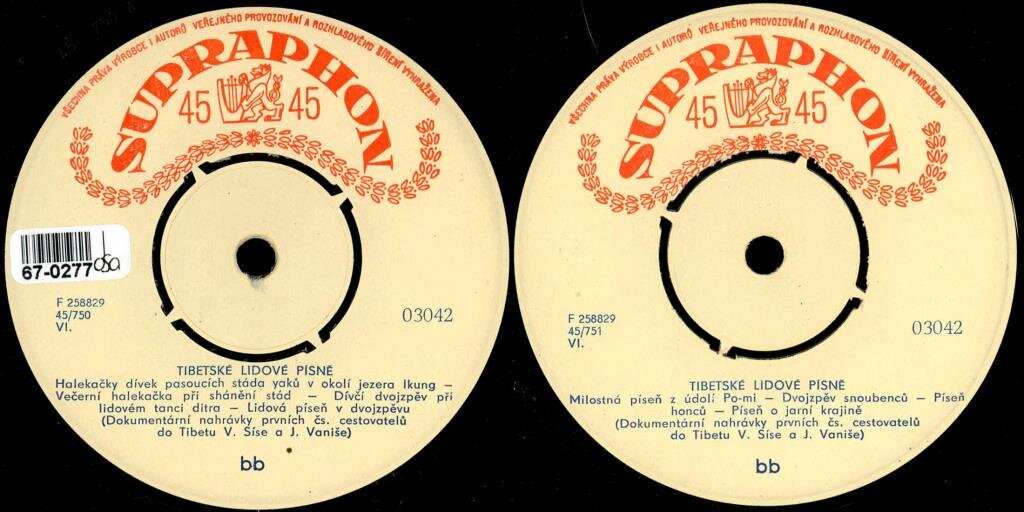 VŠECHNA PRÁVA VÝROBCE I AUTORŮ VEŘEJNÉHO PROVOZOVÁNÍ A ROZHLASOVÉHO ŠÍŘENÍ VYHRAŽENA
SUPRAPHON
45 45
67-0277
osa
F 258829
45/750
VI.
03042
TIBETSKÉ LIDOVÉ PÍSNĚ
Halekačky dívek pasoucích stáda yaků v okolí jezera Ikung —
Večerní halekačka při shánění stád — Dívčí dvojzpěv při
lidovém tanci ditra — Lidová píseň v dvojzpěvu
(Dokumentární nahrávky prvních čs. cestovatelů
do Tibetu V. Síse a J. Vaniše)
bb
VŠECHNA PRÁVA VÝROBCE I AUTORŮ VEŘEJNÉHO PROVOZOVÁNÍ A ROZHLASOVÉHO ŠÍŘENÍ VYHRAŽENA
SUPRAPHON
45 45
F 258829
45/751
VI.
03042
TIBETSKÉ LIDOVÉ PÍSNĚ
Milostná píseň z údolí Po-mi — Dvojzpěv snoubenců — Píseň
honců — Píseň o jarní krajině
(Dokumentární nahrávky prvních čs. cestovatelů
do Tibetu V. Síse a J. Vaniše)
bb